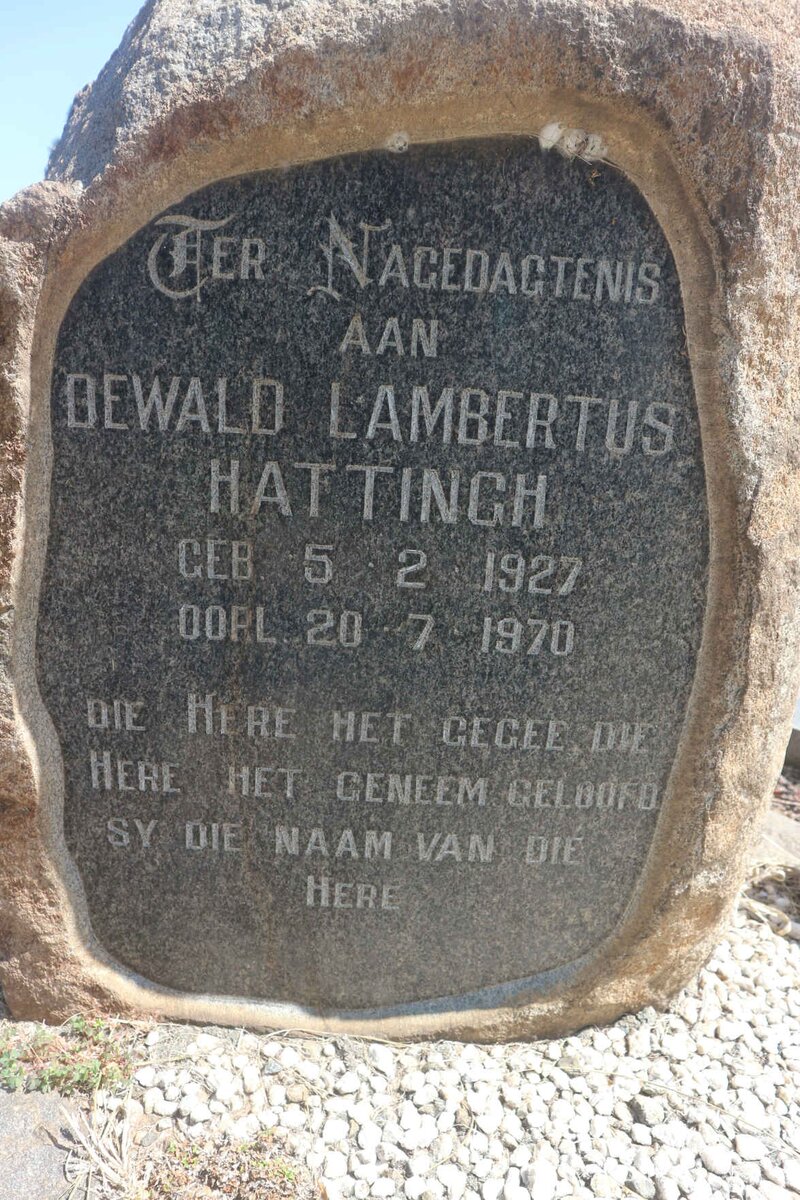 TER NAGEDAGTENIS
AAN
DEWALD LAMBERTUS
HATTINGH
GEB 5 · 2 1927
OORL. 20 · 7 · 1970
DIE HERE HET GEGEE, DIE
HERE HET GENEEM, GELOOFD
SY DIE NAAM VAN DIE
HERE